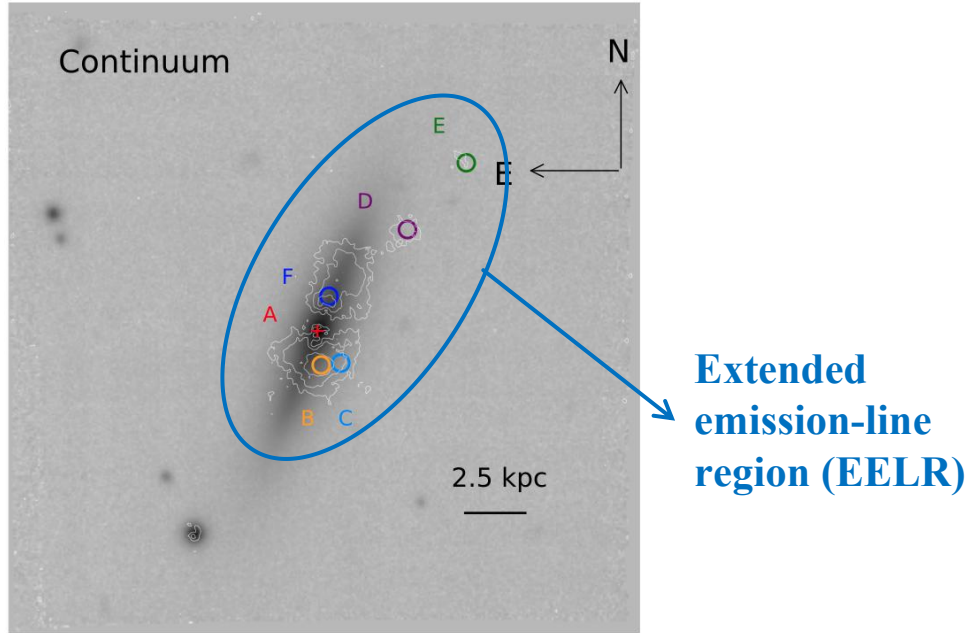 Continuum
N
E
E
D
F
A
B
C
2.5 kpc
Extended
emission-line
region (EELR)